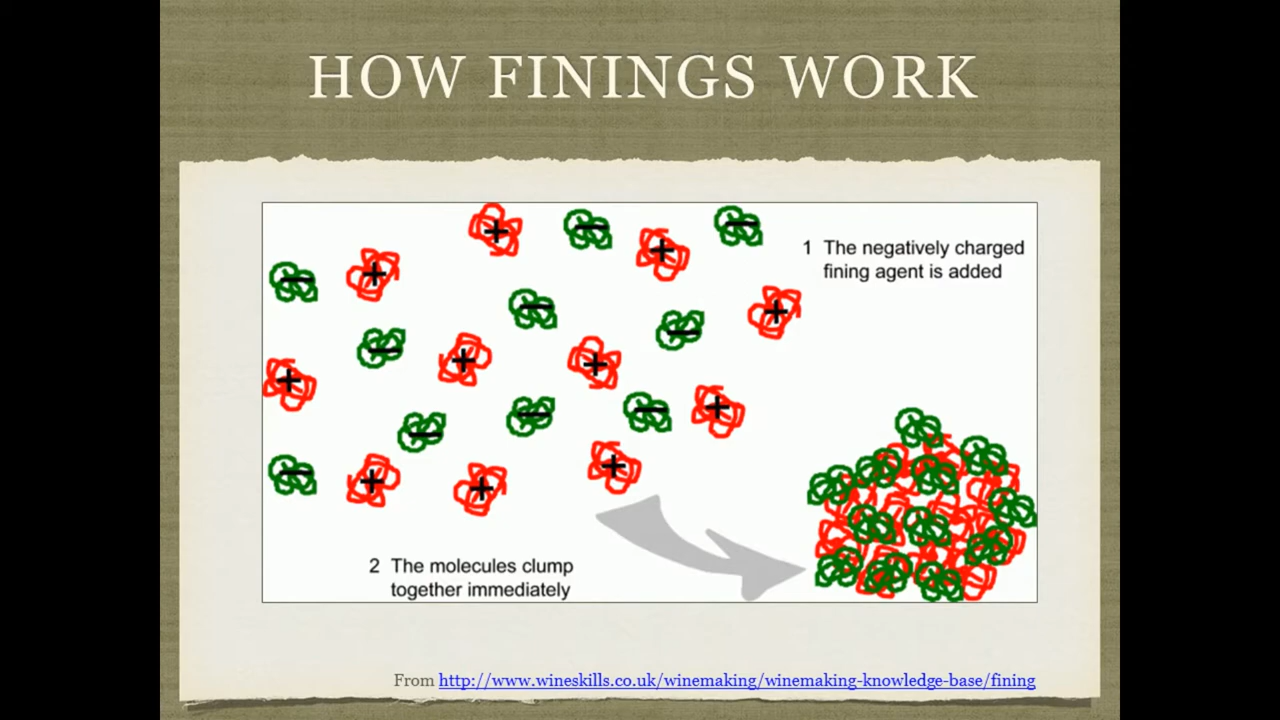 HOW FININGS WORK
1 The negatively charged
fining agent is added
2 The molecules clump
together immediately
From http://www.wineskills.co.uk/winemaking/winemaking-knowledge-base/fining